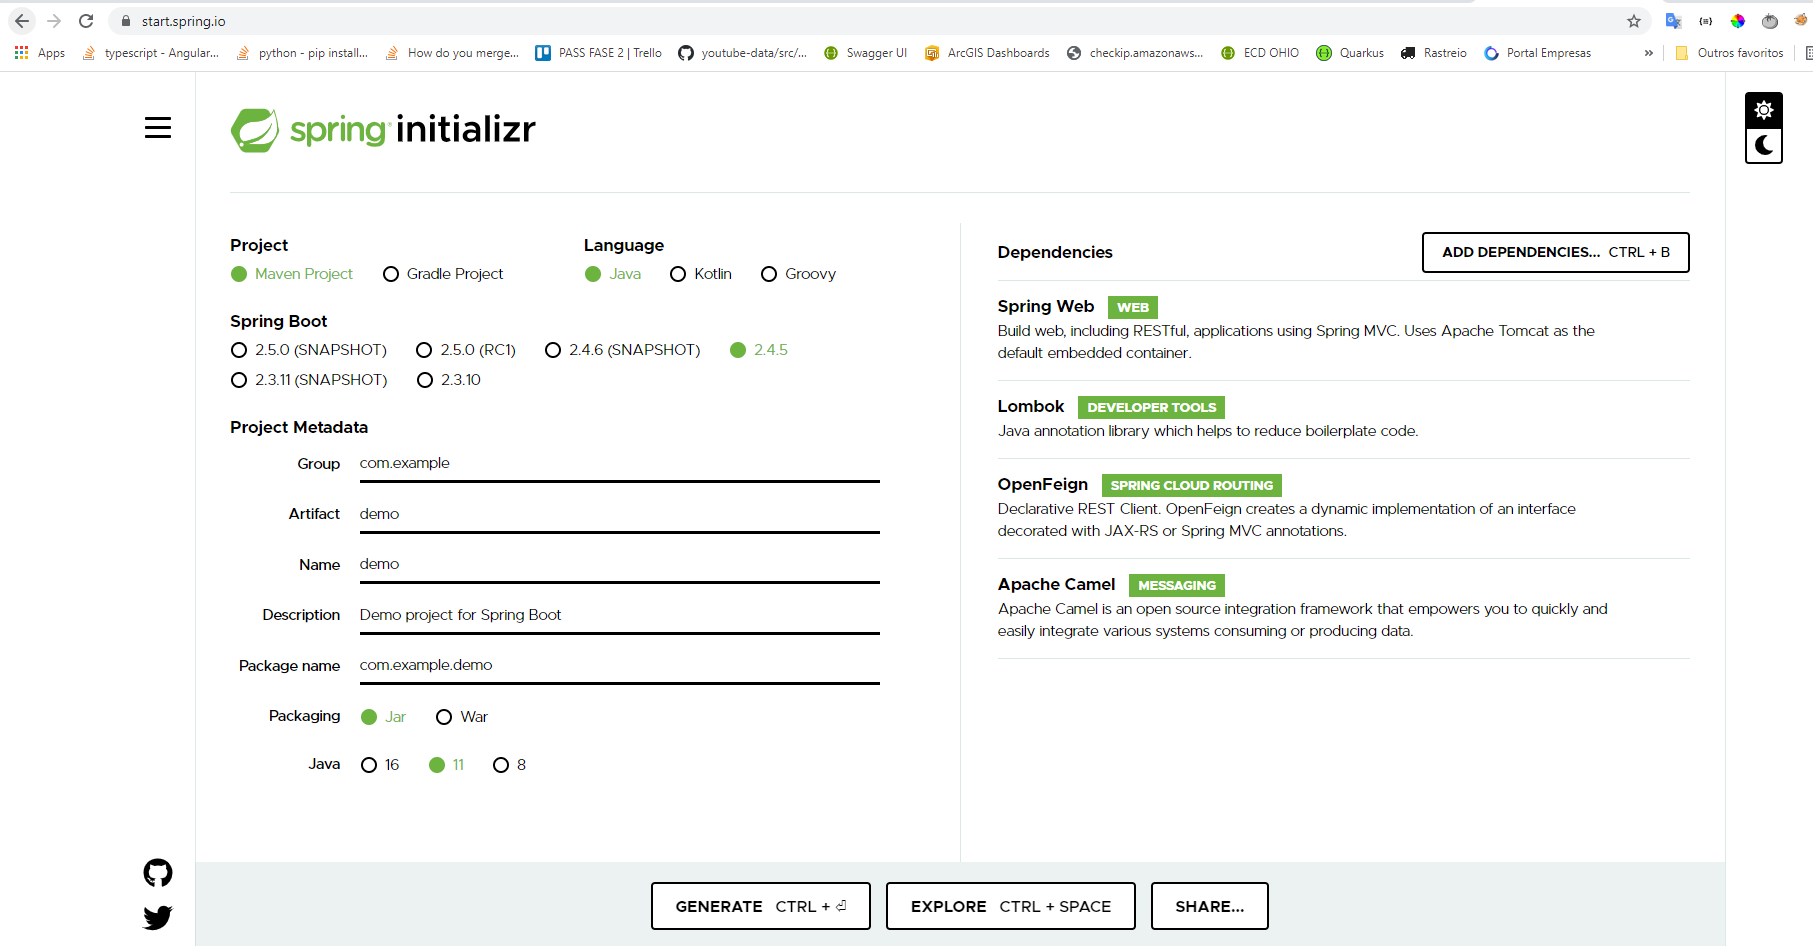 start.spring.io
Apps typescript - Angular... python - pip install... How do you merge... PASS FASE 2 | Trello youtube-data/src/... Swagger UI ArcGIS Dashboards checkip.amazonaws... ECD OHIO Quarkus Rastreio Portal Empresas » Outros favoritos
spring initializr
Project
Maven Project Gradle Project
Language
Java Kotlin Groovy
Spring Boot
2.5.0 (SNAPSHOT) 2.5.0 (RC1) 2.4.6 (SNAPSHOT) 2.4.5
2.3.11 (SNAPSHOT) 2.3.10
Project Metadata
Group com.example
Artifact demo
Name demo
Description Demo project for Spring Boot
Package name com.example.demo
Packaging Jar War
Java 16 11 8
Dependencies
ADD DEPENDENCIES... CTRL + B
Spring Web WEB
Build web, including RESTful, applications using Spring MVC. Uses Apache Tomcat as the
default embedded container.
Lombok DEVELOPER TOOLS
Java annotation library which helps to reduce boilerplate code.
OpenFeign SPRING CLOUD ROUTING
Declarative REST Client. OpenFeign creates a dynamic implementation of an interface
decorated with JAX-RS or Spring MVC annotations.
Apache Camel MESSAGING
Apache Camel is an open source integration framework that empowers you to quickly and
easily integrate various systems consuming or producing data.
GENERATE CTRL + ⏎
EXPLORE CTRL + SPACE
SHARE...